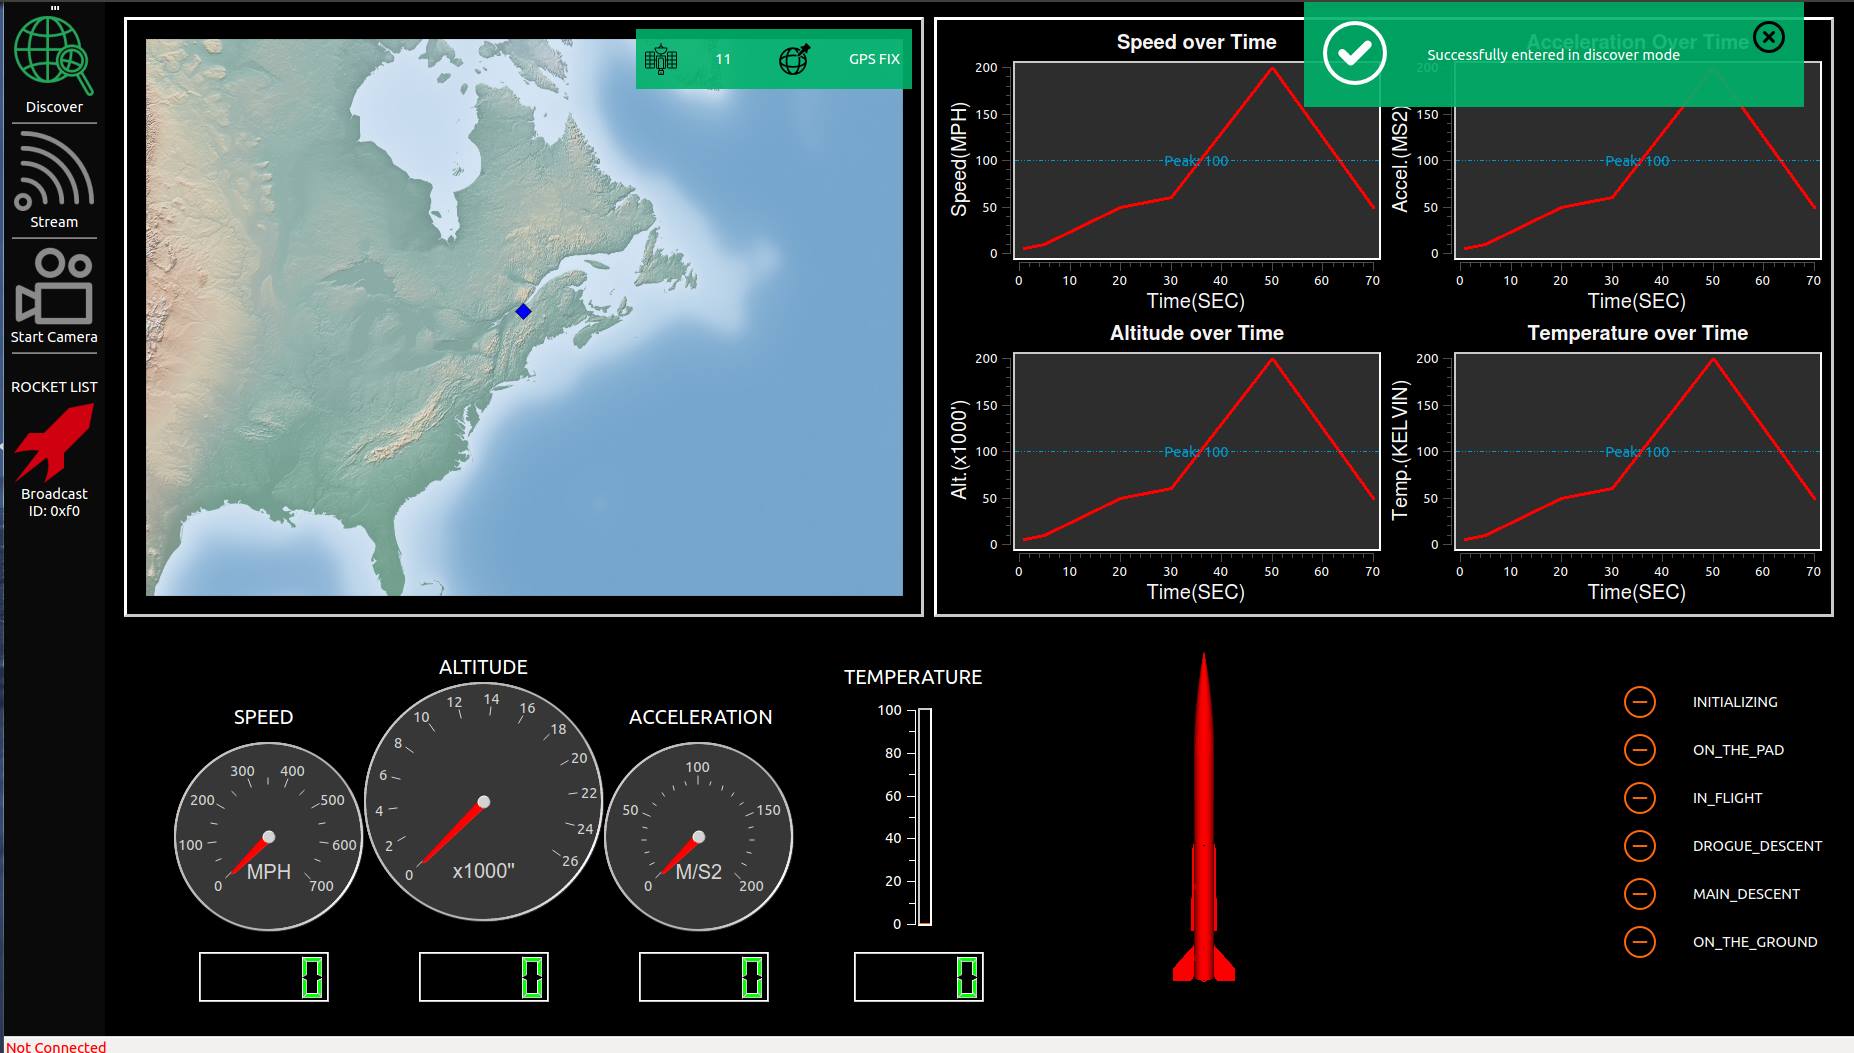 Discover
Stream
Start Camera
ROCKET LIST
Broadcast
ID: 0xf0
11
GPS FIX
Successfully entered in discover mode
Speed over Time
Speed(MPH)
200
150
100
50
0
Peak: 100
0 10 20 30 40 50 60 70
Time(SEC)
Acceleration Over Time
Accel.(MS2)
200
150
100
50
0
Peak: 100
0 10 20 30 40 50 60 70
Time(SEC)
Altitude over Time
Alt.(x1000')
200
150
100
50
0
Peak: 100
0 10 20 30 40 50 60 70
Time(SEC)
Temperature over Time
Temp.(KELVIN)
200
150
100
50
0
Peak: 100
0 10 20 30 40 50 60 70
Time(SEC)
SPEED
0 100 200 300 400 500 600 700
MPH
0
ALTITUDE
0 2 4 6 8 10 12 14 16 18 20 22 24 26
x1000"
0
ACCELERATION
0 50 100 150 200
M/S2
0
TEMPERATURE
100
80
60
40
20
0
0
INITIALIZING
ON_THE_PAD
IN_FLIGHT
DROGUE_DESCENT
MAIN_DESCENT
ON_THE_GROUND
Not Connected